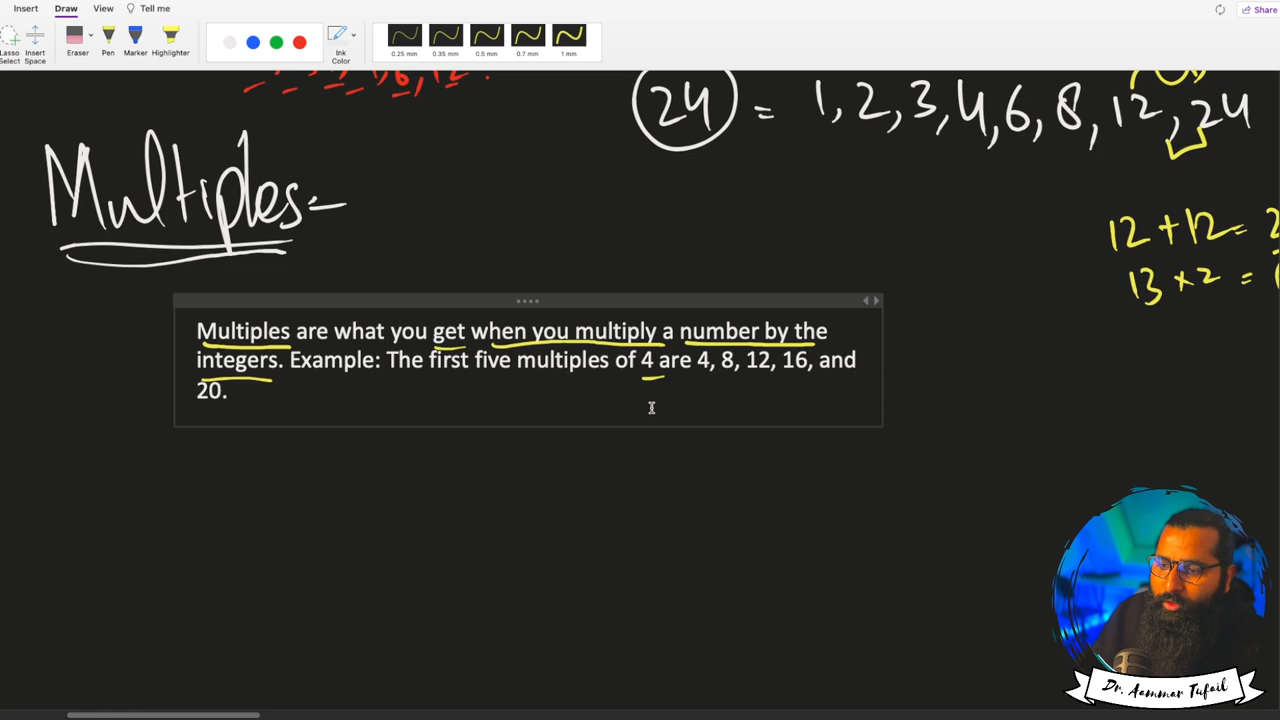 Insert Draw View Tell me Share
Lasso Select Insert Space Eraser Pen Marker Highlighter Ink Color 0.25 mm 0.35 mm 0.5 mm 0.7 mm 1 mm
24 = 1, 2, 3, 4, 6, 8, 12, 24
Multiples=
12 + 12 =
13 × 2 =
Multiples are what you get when you multiply a number by the
integers. Example: The first five multiples of 4 are 4, 8, 12, 16, and
20.
Dr. Aammar Tufail